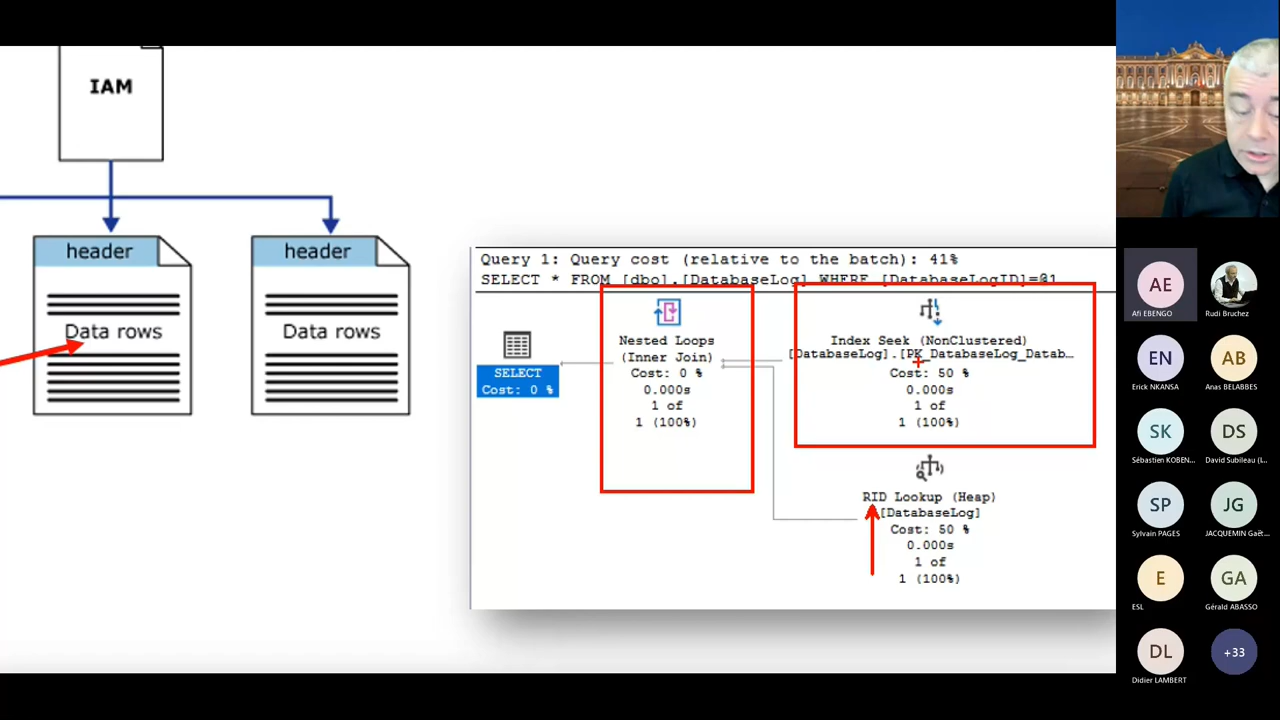 IAM
header
Data rows
header
Data rows
Query 1: Query cost (relative to the batch): 41%
SELECT * FROM [dbo].[DatabaseLog] WHERE [DatabaseLogID]=@1
SELECT
Cost: 0 %
Nested Loops
(Inner Join)
Cost: 0 %
0.000s
1 of
1 (100%)
Index Seek (NonClustered)
[DatabaseLog].[PK_DatabaseLog_Datab…
Cost: 50 %
0.000s
1 of
1 (100%)
RID Lookup (Heap)
[DatabaseLog]
Cost: 50 %
0.000s
1 of
1 (100%)
AE
Afi EBENGO
Rudi Bruchez
EN
Erick NKANSA
AB
Anas BELABBES
SK
Sébastien KOBEN...
DS
David Subileau (I...
SP
Sylvain PAGES
JG
JACQUEMIN Gaët...
E
ESL
GA
Gérald ABASSO
DL
Didier LAMBERT
+33